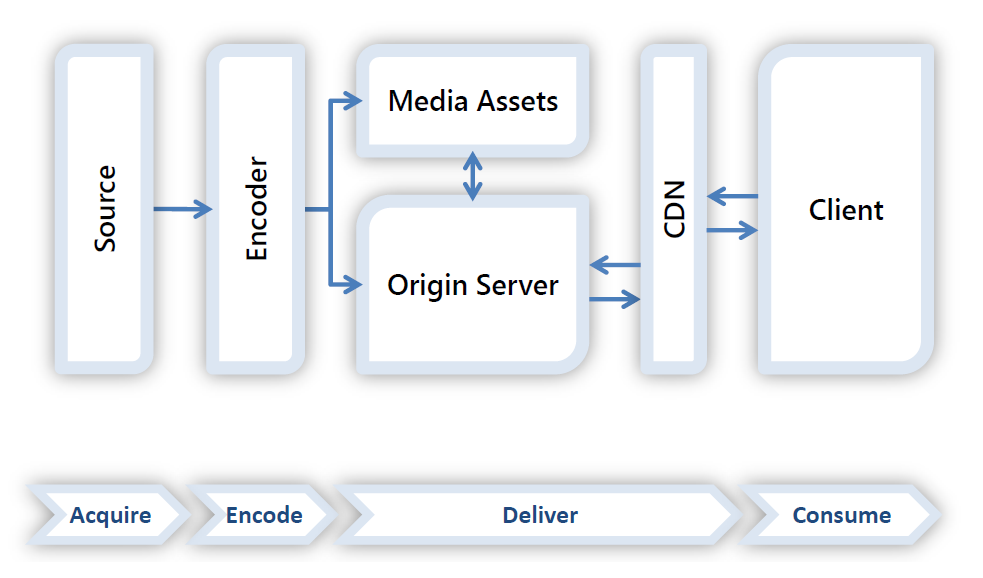 Source
Encoder
Media Assets
Origin Server
CDN
Client
Acquire
Encode
Deliver
Consume